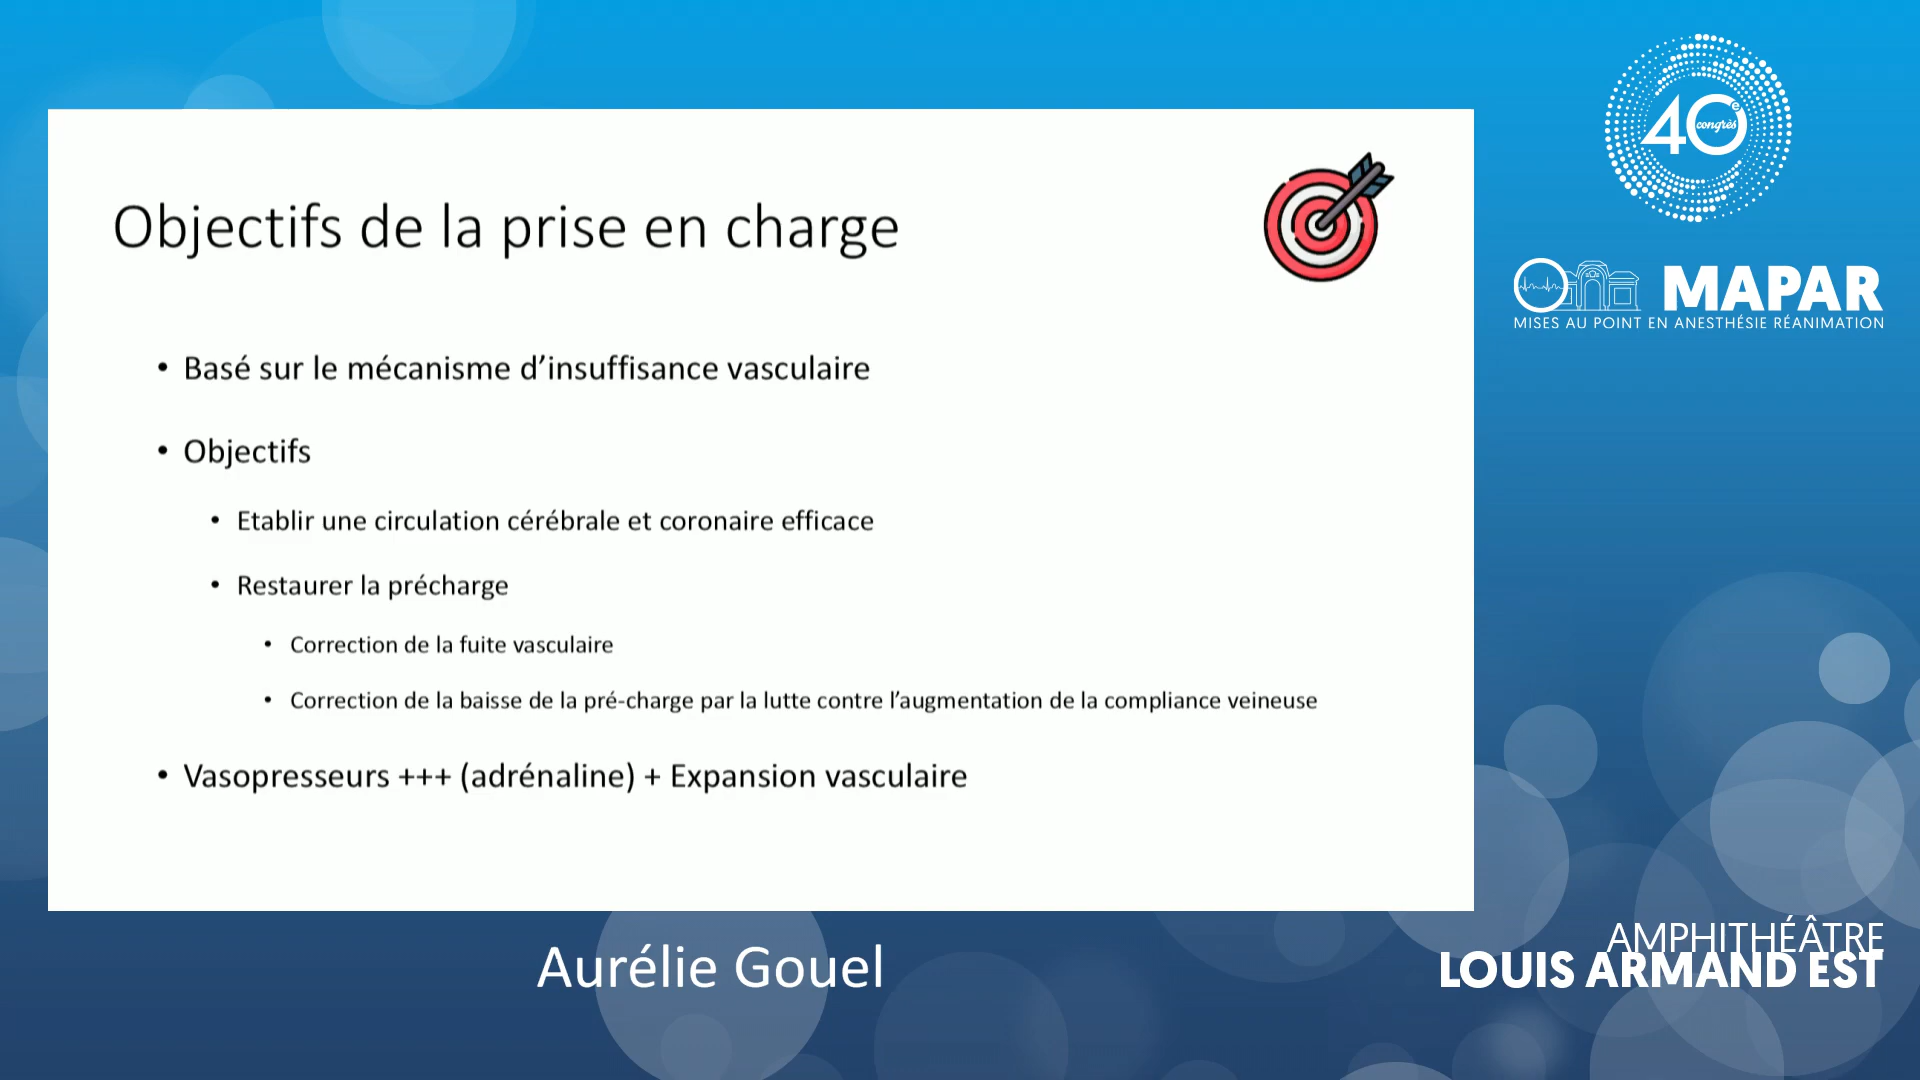 Objectifs de la prise en charge
• Basé sur le mécanisme d’insuffisance vasculaire
• Objectifs
• Etablir une circulation cérébrale et coronaire efficace
• Restaurer la précharge
• Correction de la fuite vasculaire
• Correction de la baisse de la pré-charge par la lutte contre l’augmentation de la compliance veineuse
• Vasopresseurs +++ (adrénaline) + Expansion vasculaire
40e
congrès
MAPAR
MISES AU POINT EN ANESTHÉSIE RÉANIMATION
Aurélie Gouel
AMPHITHÉÂTRE
LOUIS ARMAND EST